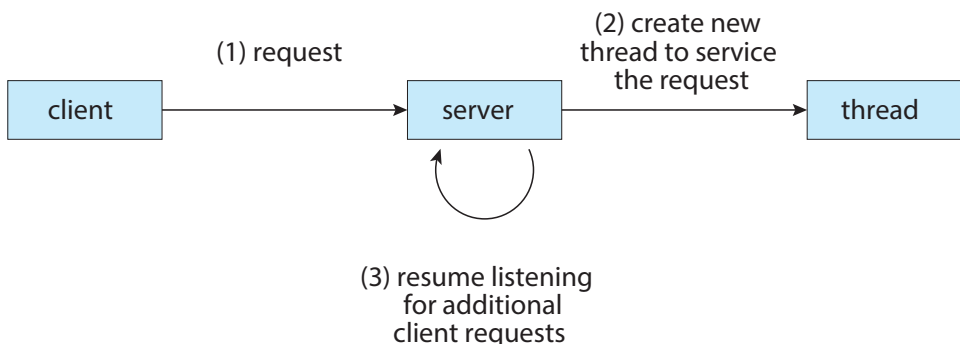 (1) request
(2) create new
thread to service
the request
client
server
thread
(3) resume listening
for additional
client requests